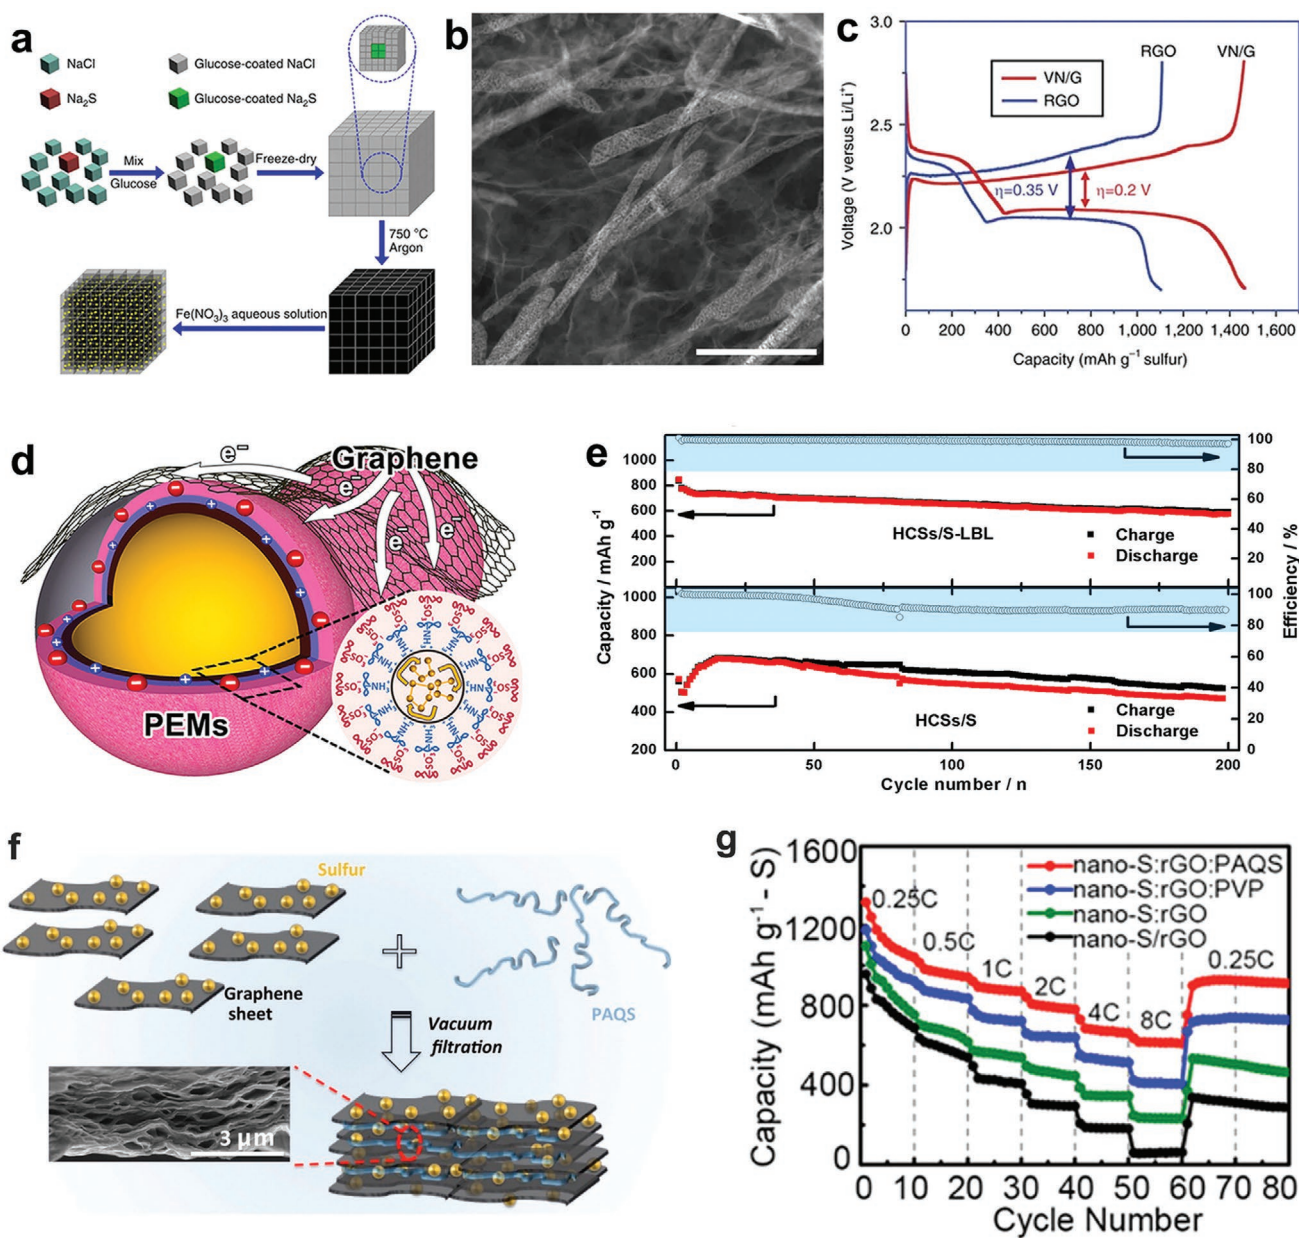 a
NaCl
Glucose-coated NaCl
Na₂S
Glucose-coated Na₂S
Mix
Glucose
Freeze-dry
750 °C
Argon
Fe(NO₃)₃ aqueous solution
b
c
3.0
2.5
2.0
Voltage (V versus Li/Li⁺)
RGO
VN/G
VN/G
RGO
η=0.35 V
η=0.2 V
0
200
400
600
800
1,000
1,200
1,400
1,600
Capacity (mAh g⁻¹ sulfur)
d
Graphene
e⁻
e⁻
e⁻
e⁻
PEMs
e
Capacity / mAh g⁻¹
1000
800
600
400
HCSs/S-LBL
Charge
Discharge
100
80
60
40
20
0
Efficiency / %
1000
800
600
400
200
HCSs/S
Charge
Discharge
100
80
60
40
20
0
0
50
100
150
200
Cycle number / n
f
Sulfur
Graphene
sheet
PAQS
Vacuum
filtration
3 μm
g
Capacity (mAh g⁻¹ - S)
1600
1200
800
400
0
nano-S:rGO:PAQS
nano-S:rGO:PVP
nano-S:rGO
nano-S/rGO
0.25C
0.5C
1C
2C
4C
8C
0.25C
0
10
20
30
40
50
60
70
80
Cycle Number